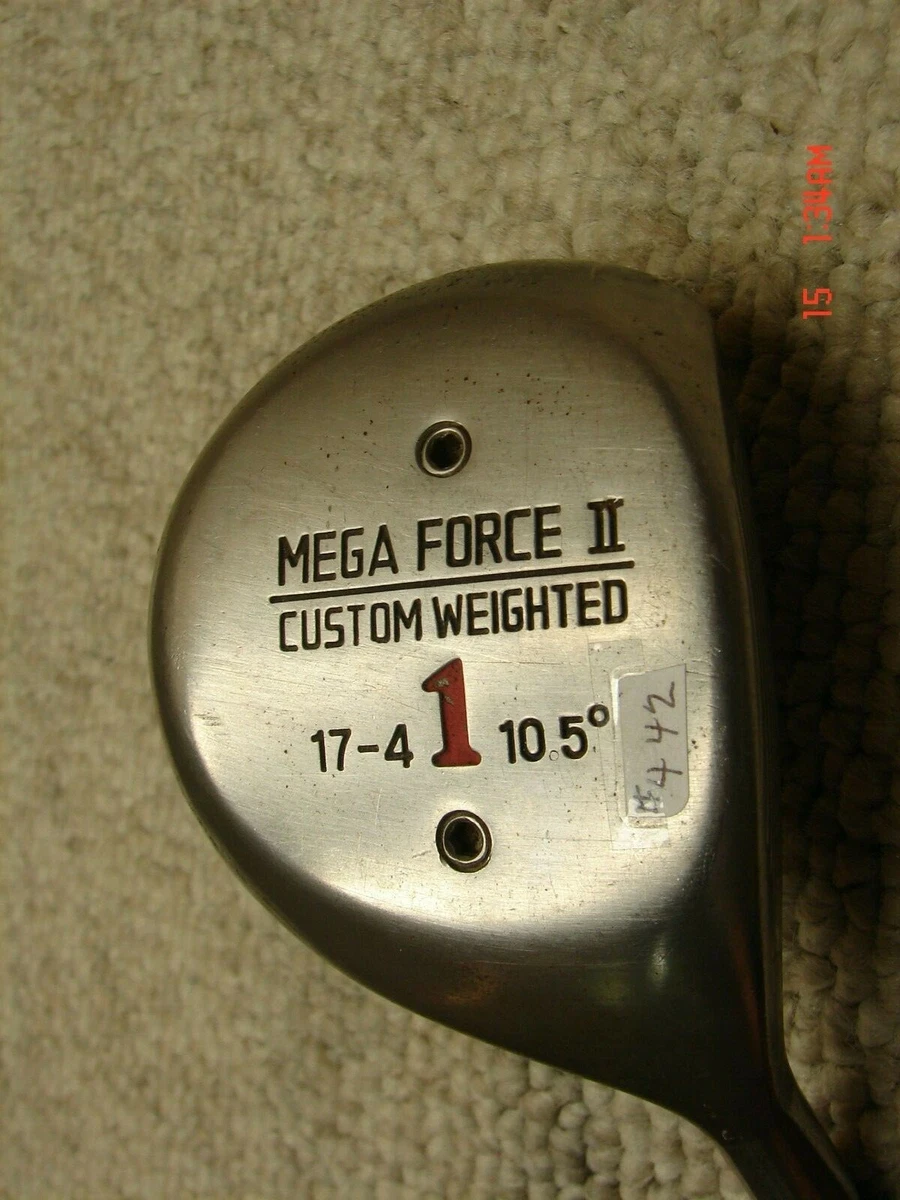 MEGA FORCE II
CUSTOM WEIGHTED
17-4 1 10.5°
#442
15 1:34AM